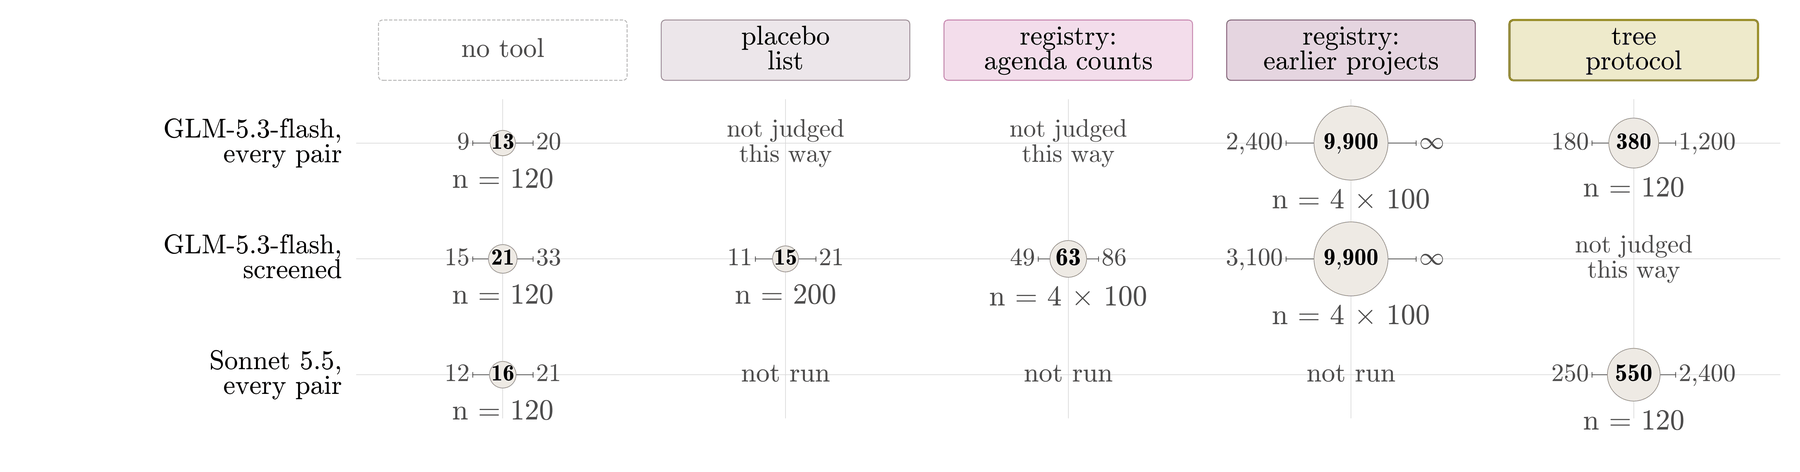 no tool
placebo
list
registry:
agenda counts
registry:
earlier projects
tree
protocol
GLM-5.3-flash,
every pair
9 13 20
n = 120
not judged
this way
not judged
this way
2,400 9,900 ∞
n = 4 × 100
180 380 1,200
n = 120
GLM-5.3-flash,
screened
15 21 33
n = 120
11 15 21
n = 200
49 63 86
n = 4 × 100
3,100 9,900 ∞
n = 4 × 100
not judged
this way
Sonnet 5.5,
every pair
12 16 21
n = 120
not run
not run
not run
250 550 2,400
n = 120